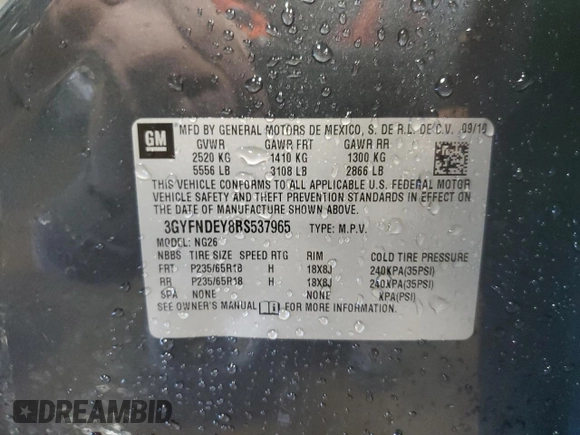 GM
MFD BY GENERAL MOTORS DE MEXICO, S. DE R.L. DE C.V. 09/18
GVWR GAWR FRT GAWR RR
2520 KG 1410 KG 1300 KG
5556 LB 3108 LB 2866 LB
THIS VEHICLE CONFORMS TO ALL APPLICABLE U.S. FEDERAL MOTOR
VEHICLE SAFETY AND THEFT PREVENTION STANDARDS IN EFFECT ON
THE DATE OF MANUFACTURE SHOWN ABOVE.
3GYFNDEY8RS537965 TYPE: M.P.V.
MODEL: NG26
NBBS TIRE SIZE SPEED RTG RIM COLD TIRE PRESSURE
FRT P235/65R18 H 18X8J 240KPA(35PSI)
RR P235/65R18 H 18X8J 240KPA(35PSI)
SPA NONE NONE KPA(PSI)
SEE OWNER'S MANUAL FOR MORE INFORMATION.
DREAMBID